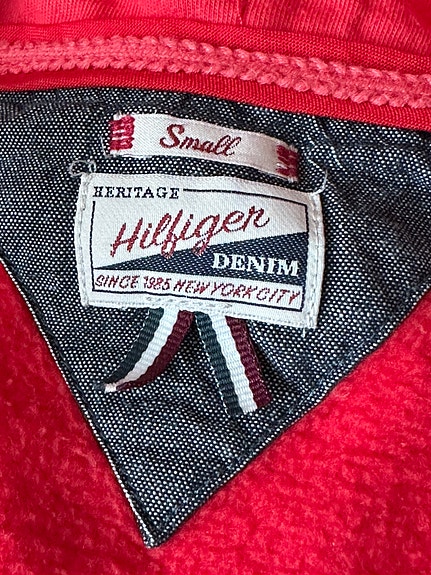 Small
HERITAGE
Hilfiger
DENIM
SINCE 1985 NEW YORK CITY